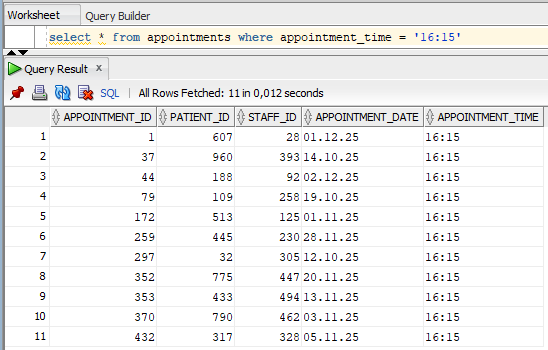 Worksheet Query Builder
select * from appointments where appointment_time = '16:15'
Query Result x
SQL | All Rows Fetched: 11 in 0,012 seconds
APPOINTMENT_ID PATIENT_ID STAFF_ID APPOINTMENT_DATE APPOINTMENT_TIME
1 1 607 28 01.12.25 16:15
2 37 960 393 14.10.25 16:15
3 44 188 92 02.12.25 16:15
4 79 109 258 19.10.25 16:15
5 172 513 125 01.11.25 16:15
6 259 445 230 28.11.25 16:15
7 297 32 305 12.10.25 16:15
8 352 775 447 20.11.25 16:15
9 353 433 494 13.11.25 16:15
10 370 790 462 03.11.25 16:15
11 432 317 328 05.11.25 16:15